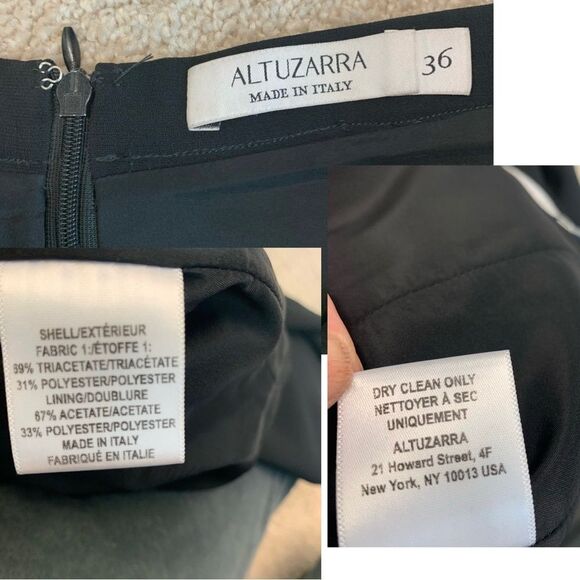 ALTUZARRA
MADE IN ITALY
36
SHELL/EXTÉRIEUR
FABRIC 1:/ÉTOFFE 1:
69% TRIACETATE/TRIACÉTATE
31% POLYESTER/POLYESTER
LINING/DOUBLURE
67% ACETATE/ACETATE
33% POLYESTER/POLYESTER
MADE IN ITALY
FABRIQUÉ EN ITALIE
DRY CLEAN ONLY
NETTOYER À SEC
UNIQUEMENT
ALTUZARRA
21 Howard Street, 4F
New York, NY 10013 USA